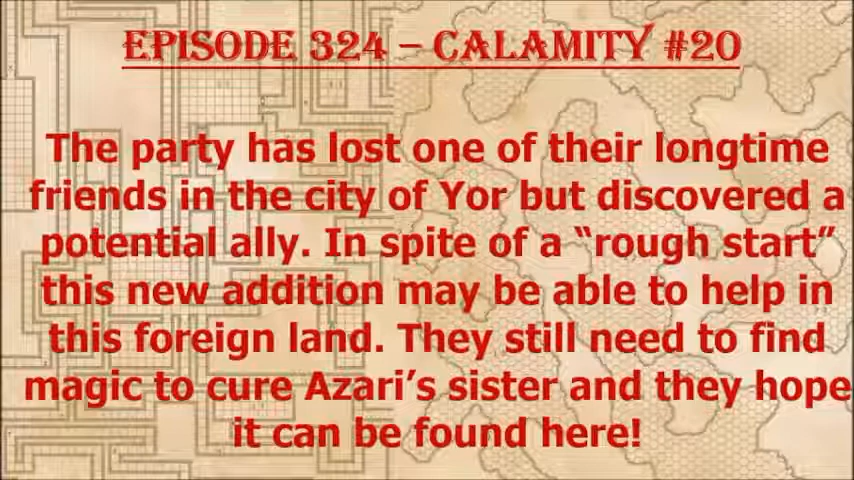 EPISODE 324 – CALAMITY #20
The party has lost one of their longtime
friends in the city of Yor but discovered a
potential ally. In spite of a “rough start”
this new addition may be able to help in
this foreign land. They still need to find
magic to cure Azari’s sister and they hope
it can be found here!